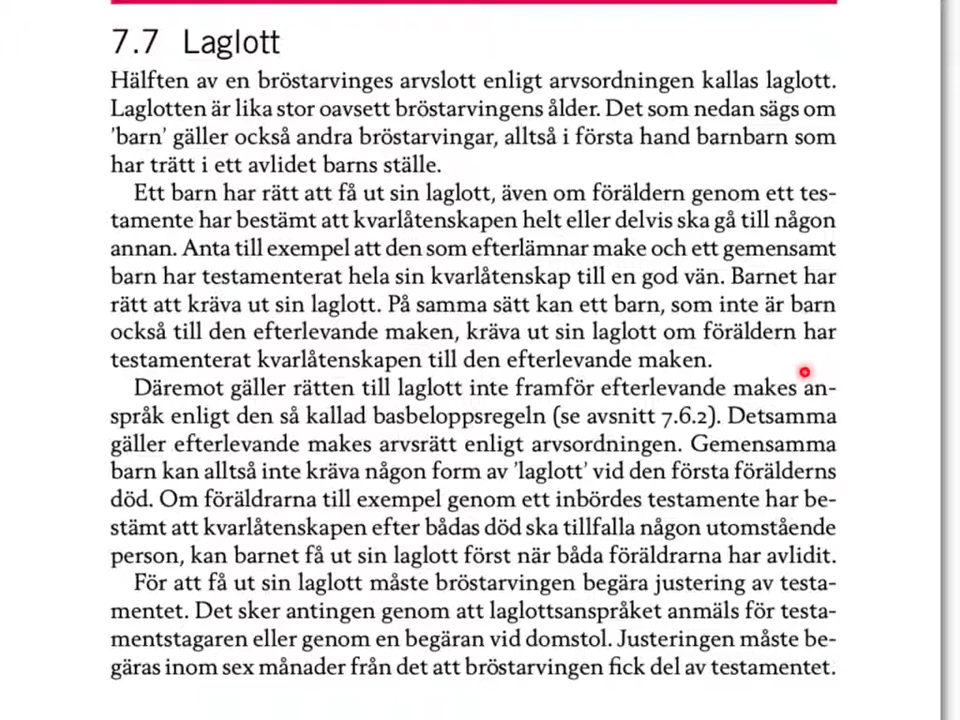 7.7 Laglott
Hälften av en bröstarvinges arvslott enligt arvsordningen kallas laglott.
Laglotten är lika stor oavsett bröstarvingens ålder. Det som nedan sägs om
’barn’ gäller också andra bröstarvingar, alltså i första hand barnbarn som
har trätt i ett avlidet barns ställe.
Ett barn har rätt att få ut sin laglott, även om föräldern genom ett tes-
tamente har bestämt att kvarlåtenskapen helt eller delvis ska gå till någon
annan. Anta till exempel att den som efterlämnar make och ett gemensamt
barn har testamenterat hela sin kvarlåtenskap till en god vän. Barnet har
rätt att kräva ut sin laglott. På samma sätt kan ett barn, som inte är barn
också till den efterlevande maken, kräva ut sin laglott om föräldern har
testamenterat kvarlåtenskapen till den efterlevande maken.
Däremot gäller rätten till laglott inte framför efterlevande makes an-
språk enligt den så kallad basbeloppsregeln (se avsnitt 7.6.2). Detsamma
gäller efterlevande makes arvsrätt enligt arvsordningen. Gemensamma
barn kan alltså inte kräva någon form av ’laglott’ vid den första förälderns
död. Om föräldrarna till exempel genom ett inbördes testamente har be-
stämt att kvarlåtenskapen efter bådas död ska tillfalla någon utomstående
person, kan barnet få ut sin laglott först när båda föräldrarna har avlidit.
För att få ut sin laglott måste bröstarvingen begära justering av testa-
mentet. Det sker antingen genom att laglottsanspråket anmäls för testa-
mentstagaren eller genom en begäran vid domstol. Justeringen måste be-
gäras inom sex månader från det att bröstarvingen fick del av testamentet.